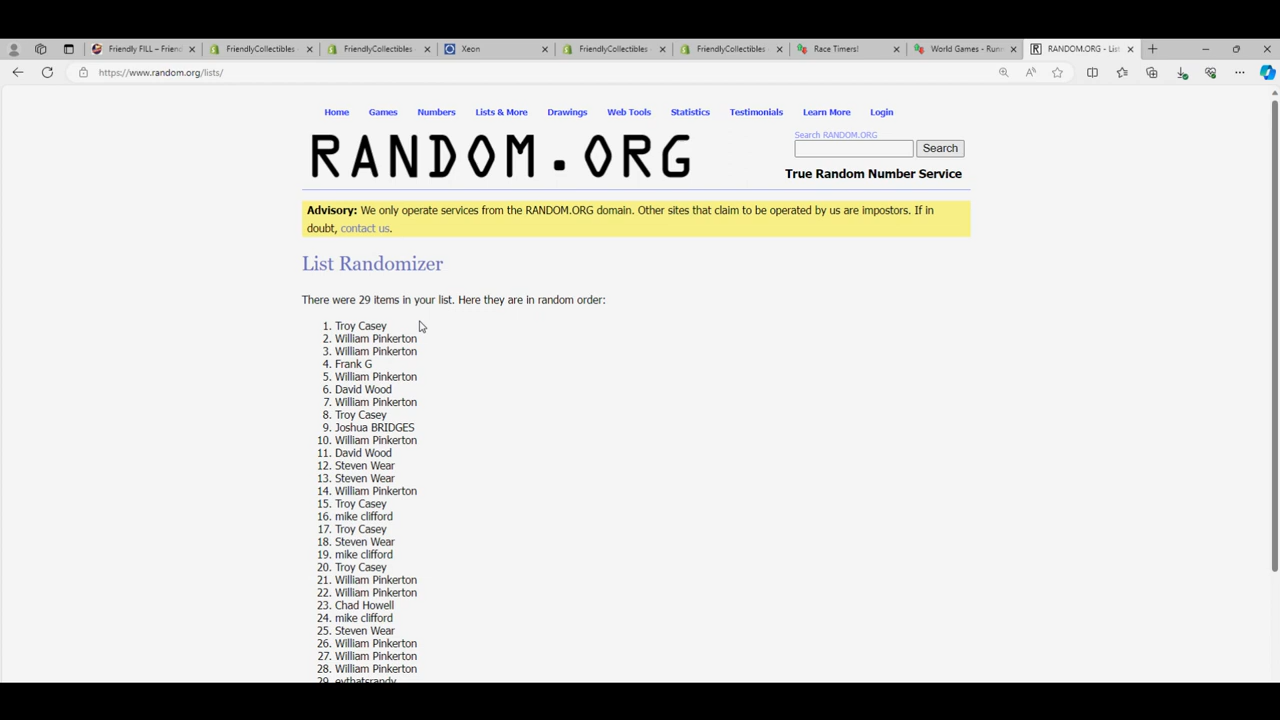 Friendly FILL – Frien
FriendlyCollectibles
FriendlyCollectibles
Xeon
FriendlyCollectibles
FriendlyCollectibles
Race Timers!
World Games - Runn
RANDOM.ORG - List
https://www.random.org/lists/
Home Games Numbers Lists & More Drawings Web Tools Statistics Testimonials Learn More Login
RANDOM.ORG
Search RANDOM.ORG
Search
True Random Number Service
Advisory: We only operate services from the RANDOM.ORG domain. Other sites that claim to be operated by us are impostors. If in
doubt, contact us.
List Randomizer
There were 29 items in your list. Here they are in random order:
1. Troy Casey
2. William Pinkerton
3. William Pinkerton
4. Frank G
5. William Pinkerton
6. David Wood
7. William Pinkerton
8. Troy Casey
9. Joshua BRIDGES
10. William Pinkerton
11. David Wood
12. Steven Wear
13. Steven Wear
14. William Pinkerton
15. Troy Casey
16. mike clifford
17. Troy Casey
18. Steven Wear
19. mike clifford
20. Troy Casey
21. William Pinkerton
22. William Pinkerton
23. Chad Howell
24. mike clifford
25. Steven Wear
26. William Pinkerton
27. William Pinkerton
28. William Pinkerton
29. eythatsrandy